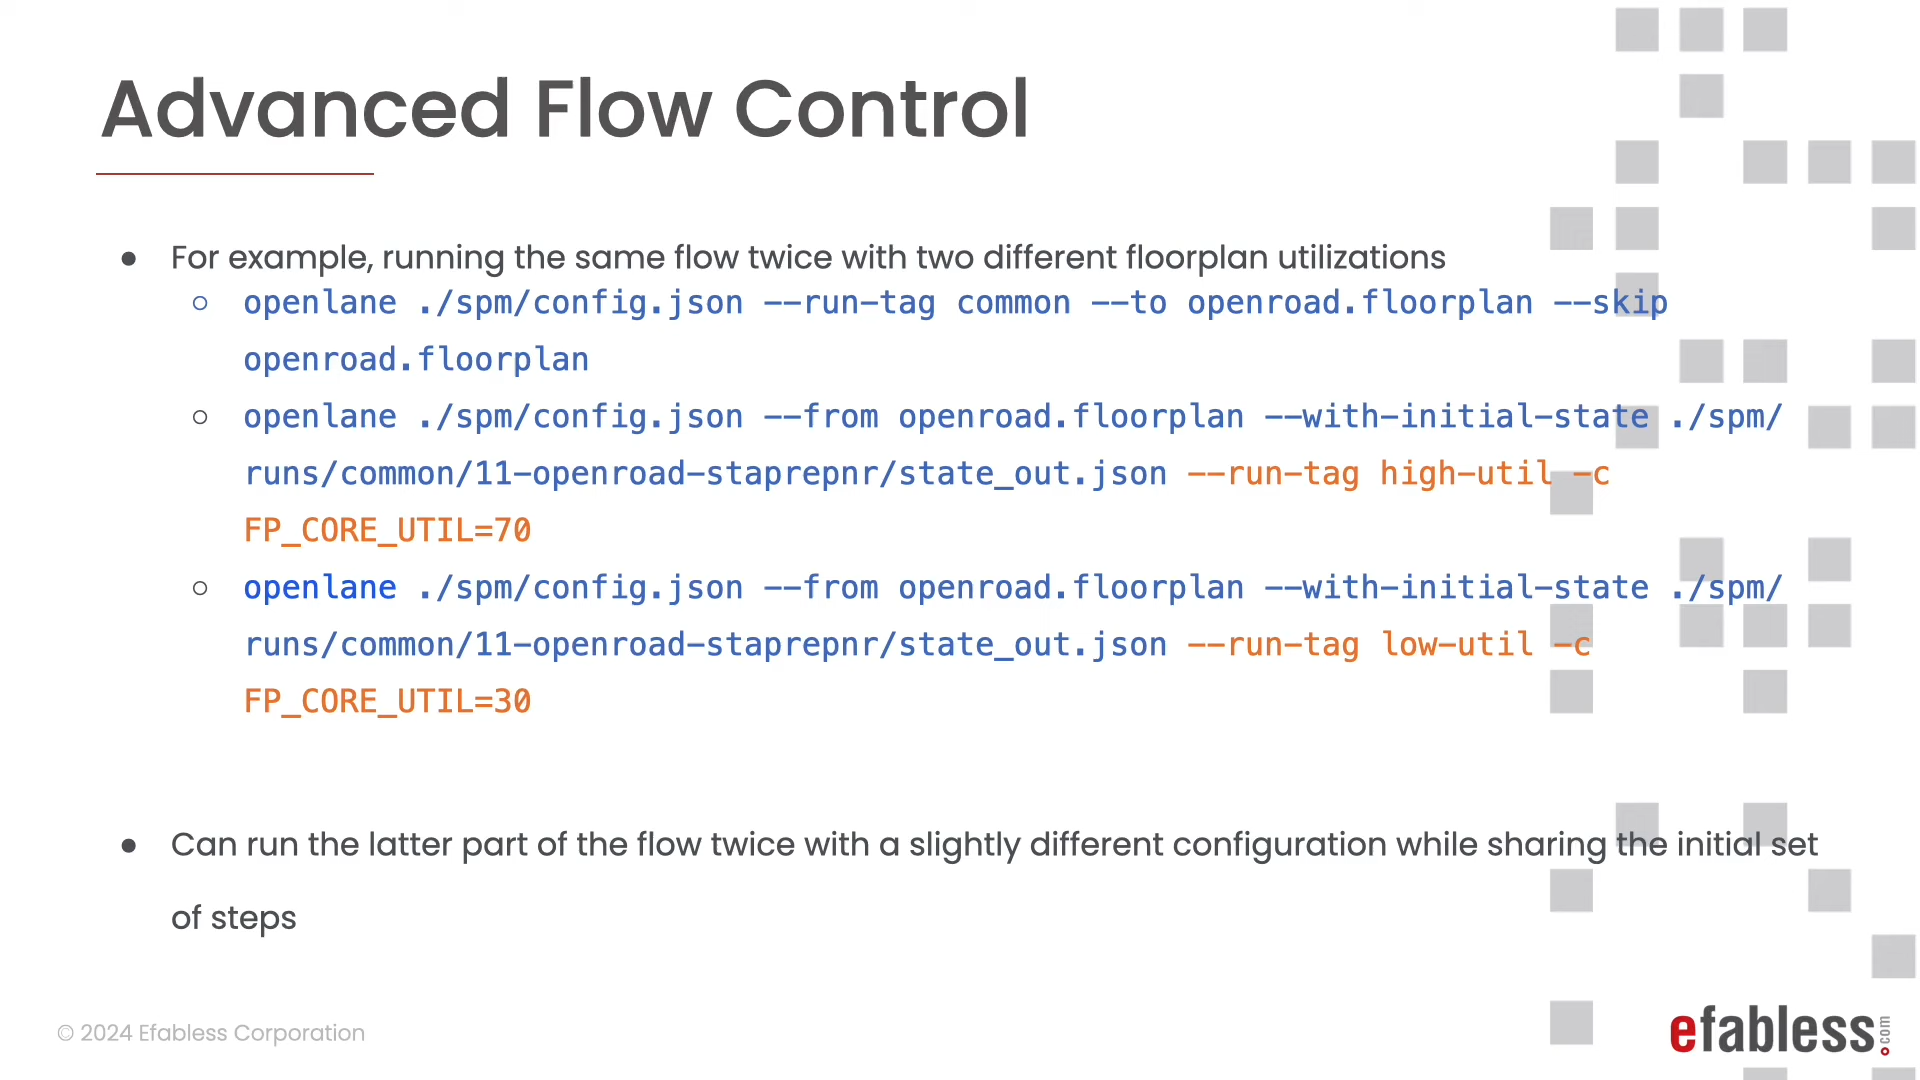 Advanced Flow Control
● For example, running the same flow twice with two different floorplan utilizations
○ openlane ./spm/config.json --run-tag common --to openroad.floorplan --skip
openroad.floorplan
○ openlane ./spm/config.json --from openroad.floorplan --with-initial-state ./spm/
runs/common/11-openroad-staprepnr/state_out.json --run-tag high-util -c
FP_CORE_UTIL=70
○ openlane ./spm/config.json --from openroad.floorplan --with-initial-state ./spm/
runs/common/11-openroad-staprepnr/state_out.json --run-tag low-util -c
FP_CORE_UTIL=30
● Can run the latter part of the flow twice with a slightly different configuration while sharing the initial set
of steps
© 2024 Efabless Corporation
efabless.com